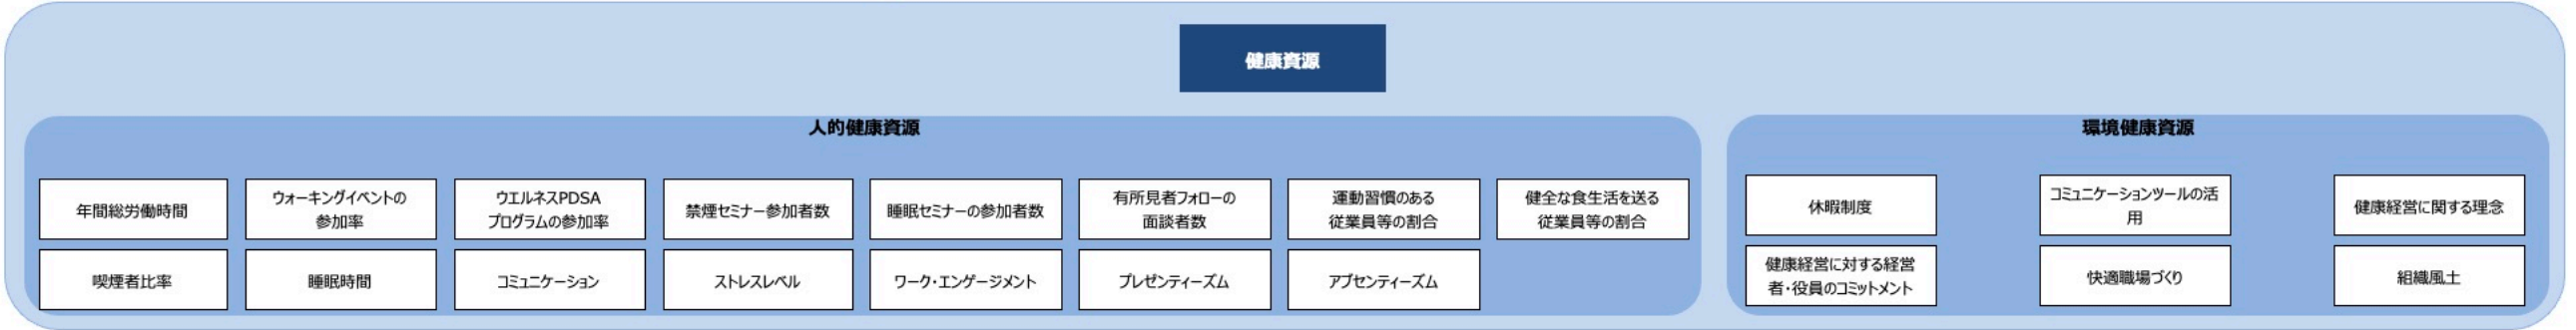 健康資源
人的健康資源
年間総労働時間
ウォーキングイベントの
参加率
ウエルネスPDSA
プログラムの参加率
禁煙セミナー参加者数
睡眠セミナーの参加者数
有所見者フォローの
面談者数
運動習慣のある
従業員等の割合
健全な食生活を送る
従業員等の割合
喫煙者比率
睡眠時間
コミュニケーション
ストレスレベル
ワーク・エンゲージメント
プレゼンティーズム
アブセンティーズム
環境健康資源
休暇制度
コミュニケーションツールの活
用
健康経営に関する理念
健康経営に対する経営
者・役員のコミットメント
快適職場づくり
組織風土